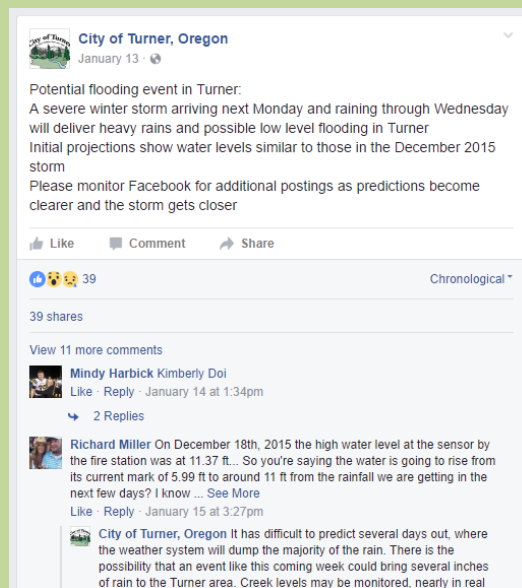 City of Turner, Oregon
January 13 ·
Potential flooding event in Turner:
A severe winter storm arriving next Monday and raining through Wednesday
will deliver heavy rains and possible low level flooding in Turner
Initial projections show water levels similar to those in the December 2015
storm
Please monitor Facebook for additional postings as predictions become
clearer and the storm gets closer
Like Comment Share
39 Chronological
39 shares
View 11 more comments
Mindy Harbick Kimberly Doi
Like · Reply · January 14 at 1:34pm
2 Replies
Richard Miller On December 18th, 2015 the high water level at the sensor by
the fire station was at 11.37 ft... So you're saying the water is going to rise from
its current mark of 5.99 ft to around 11 ft from the rainfall we are getting in the
next few days? I know ... See More
Like · Reply · January 15 at 3:27pm
City of Turner, Oregon It has difficult to predict several days out, where
the weather system will dump the majority of the rain. There is the
possibility that an event like this coming week could bring several inches
of rain to the Turner area. Creek levels may be monitored, nearly in real